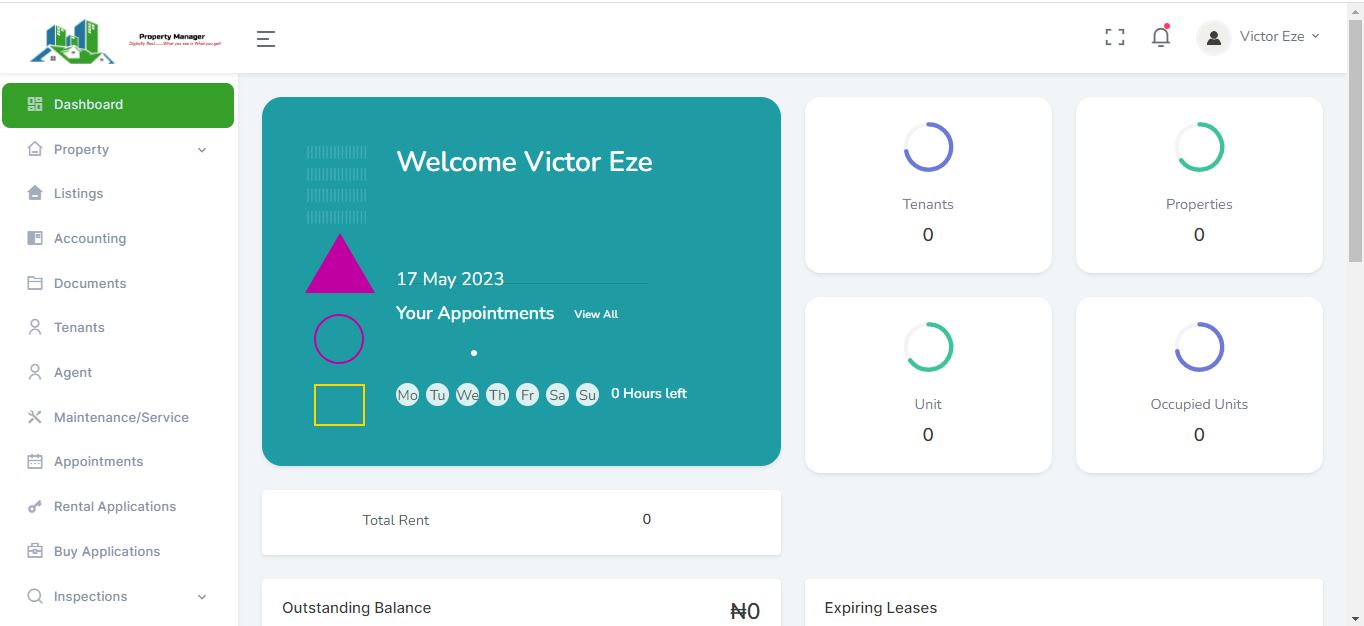 Property Manager
Digitally Best......What you see is What you get!
Victor Eze
Dashboard
Property
Listings
Accounting
Documents
Tenants
Agent
Maintenance/Service
Appointments
Rental Applications
Buy Applications
Inspections
Welcome Victor Eze
17 May 2023
Your Appointments View All
Mo Tu We Th Fr Sa Su 0 Hours left
Tenants
0
Properties
0
Unit
0
Occupied Units
0
Total Rent 0
Outstanding Balance ₦0
Expiring Leases